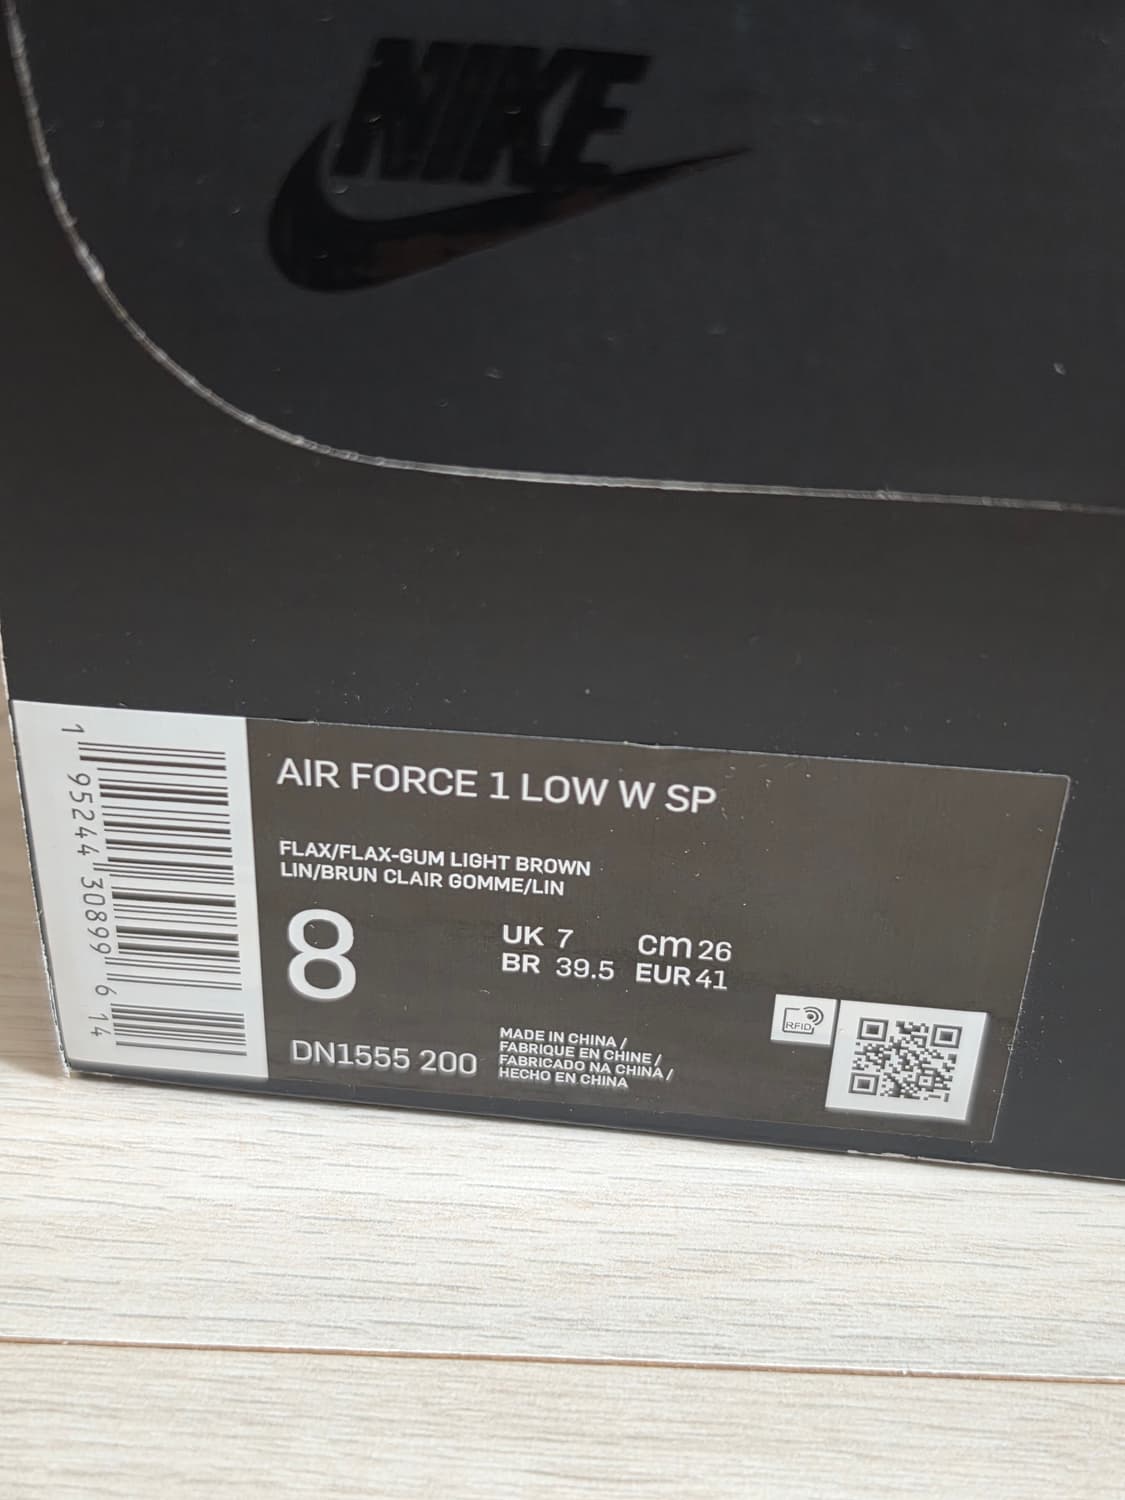 NIKE
AIR FORCE 1 LOW W SP
FLAX/FLAX-GUM LIGHT BROWN
LIN/BRUN CLAIR GOMME/LIN
8
UK 7 cm 26
BR 39.5 EUR 41
RFID
DN1555 200
MADE IN CHINA /
FABRIQUE EN CHINE /
FABRICADO NA CHINA /
HECHO EN CHINA
1 95244 30899 6 14